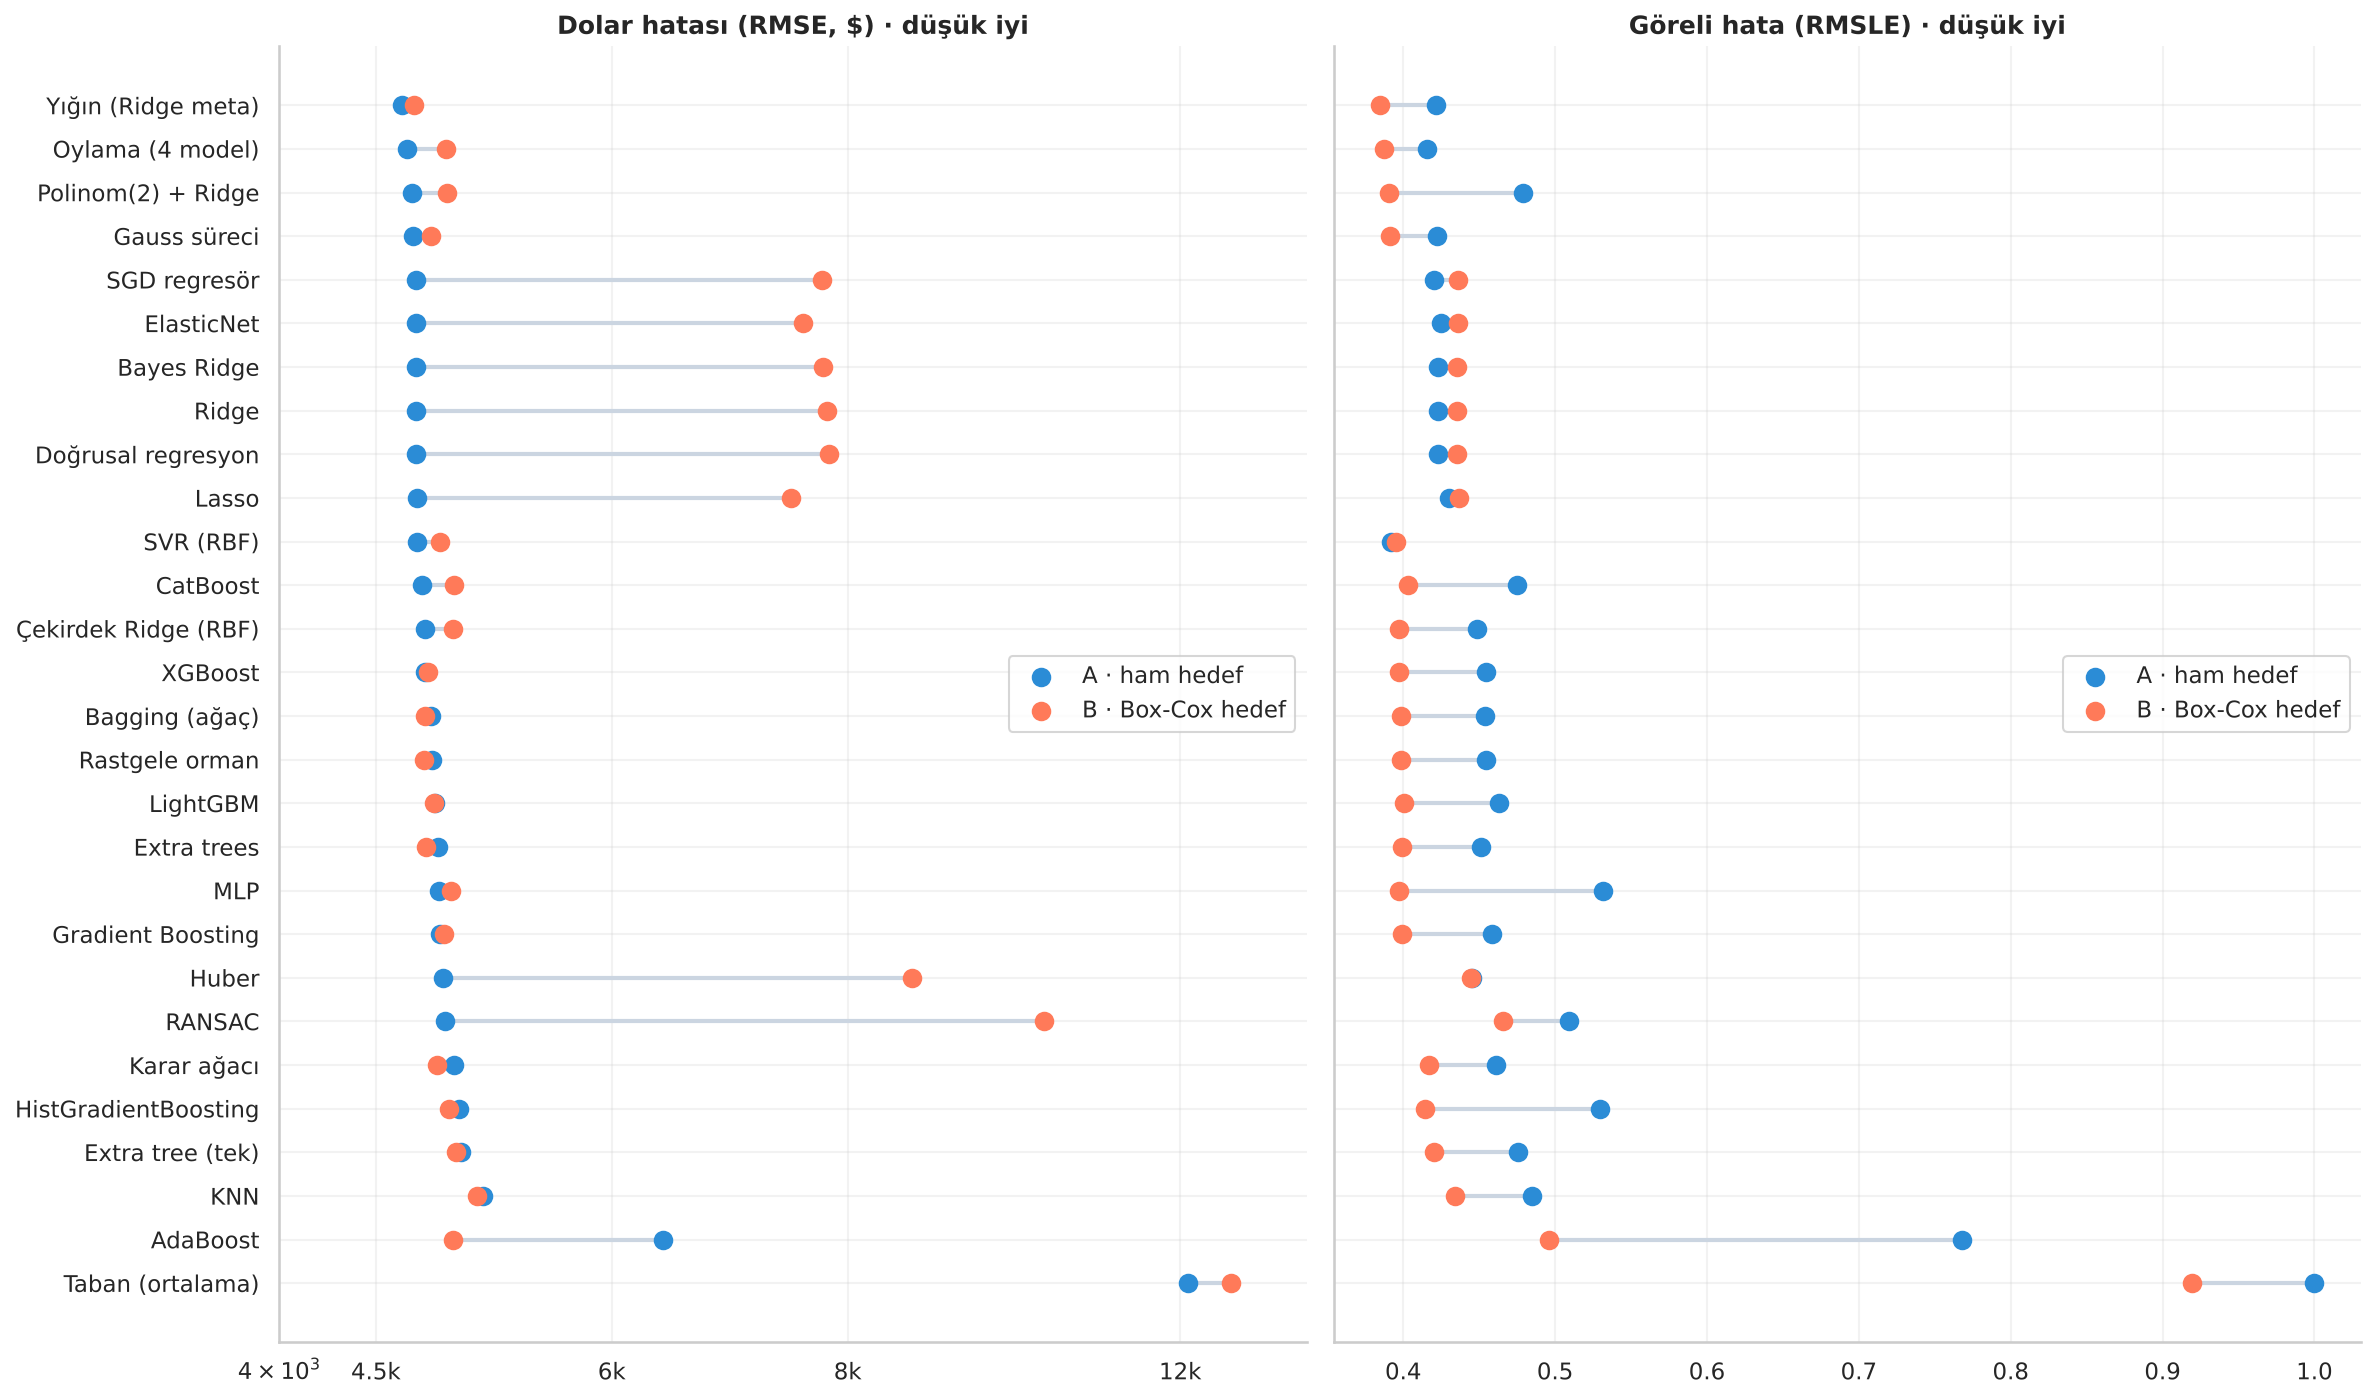 Dolar hatası (RMSE, $) · düşük iyi
Göreli hata (RMSLE) · düşük iyi
Yığın (Ridge meta)
Oylama (4 model)
Polinom(2) + Ridge
Gauss süreci
SGD regresör
ElasticNet
Bayes Ridge
Ridge
Doğrusal regresyon
Lasso
SVR (RBF)
CatBoost
Çekirdek Ridge (RBF)
XGBoost
Bagging (ağaç)
Rastgele orman
LightGBM
Extra trees
MLP
Gradient Boosting
Huber
RANSAC
Karar ağacı
HistGradientBoosting
Extra tree (tek)
KNN
AdaBoost
Taban (ortalama)
A · ham hedef
B · Box-Cox hedef
A · ham hedef
B · Box-Cox hedef
4 × 10³ 4.5k 6k 8k 12k
0.4 0.5 0.6 0.7 0.8 0.9 1.0